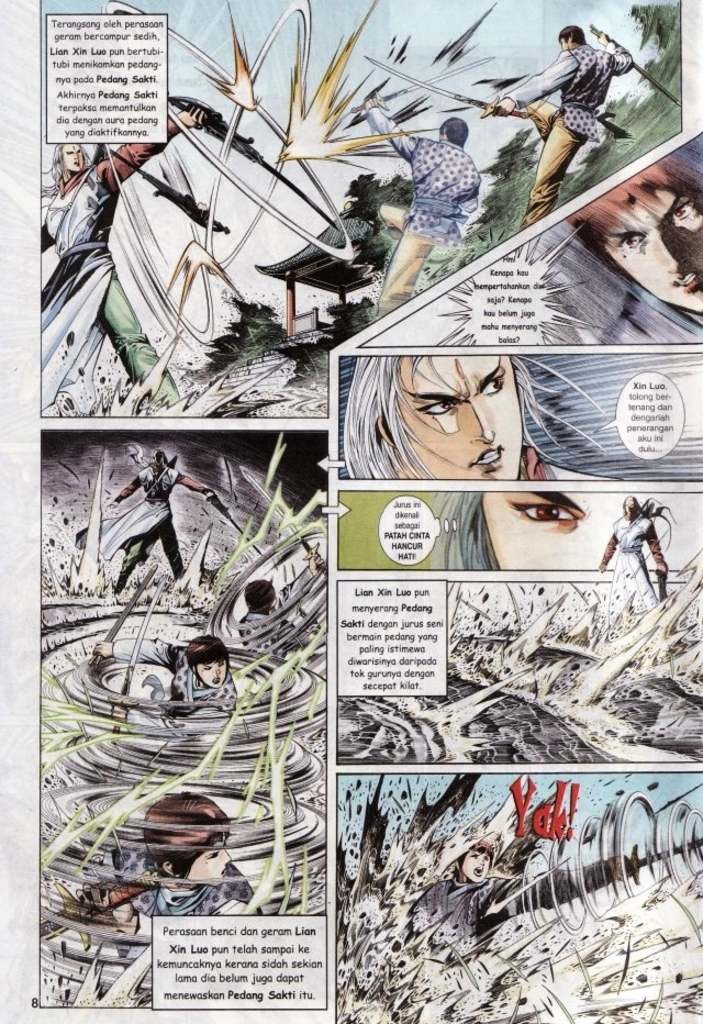 Terangsang oleh perasaan
geram bercampur sedih,
Lian Xin Luo pun bertubi-
tubi menikamkan pedang-
nya pada Pedang Sakti.
Akhirnya Pedang Sakti
terpaksa memantulkan
dia dengan aura pedang
yang diaktifkannya.
Kenapa kau
mempertahankan diri
saja? Kenapa
kau belum juga
mahu menyerang
balas?
Xin Luo,
tolong ber-
tenang dan
dengarlah
penerangan
aku ini
dulu...
Jurus ini
dikenali
sebagai
PATAH CINTA
HANCUR
HATI!
Lian Xin Luo pun
menyerang Pedang
Sakti dengan jurus seni
bermain pedang yang
paling istimewa
diwarisinya daripada
tok gurunya dengan
secepat kilat.
Yak!
Perasaan benci dan geram Lian
Xin Luo pun telah sampai ke
kemuncaknya kerana sidah sekian
lama dia belum juga dapat
menewaskan Pedang Sakti itu.
8